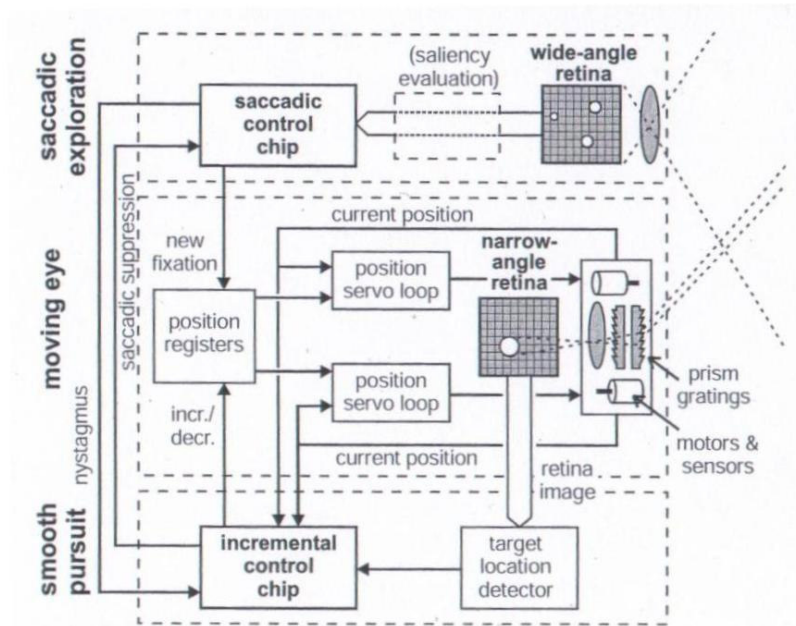 saccadic
exploration
(saliency
evaluation)
wide-angle
retina
saccadic
control
chip
saccadic suppression
nystagmus
moving eye
current position
new
fixation
position
servo loop
narrow-
angle
retina
position
registers
position
servo loop
prism
gratings
incr./
decr.
motors &
sensors
current position
retina
image
smooth
pursuit
incremental
control
chip
target
location
detector